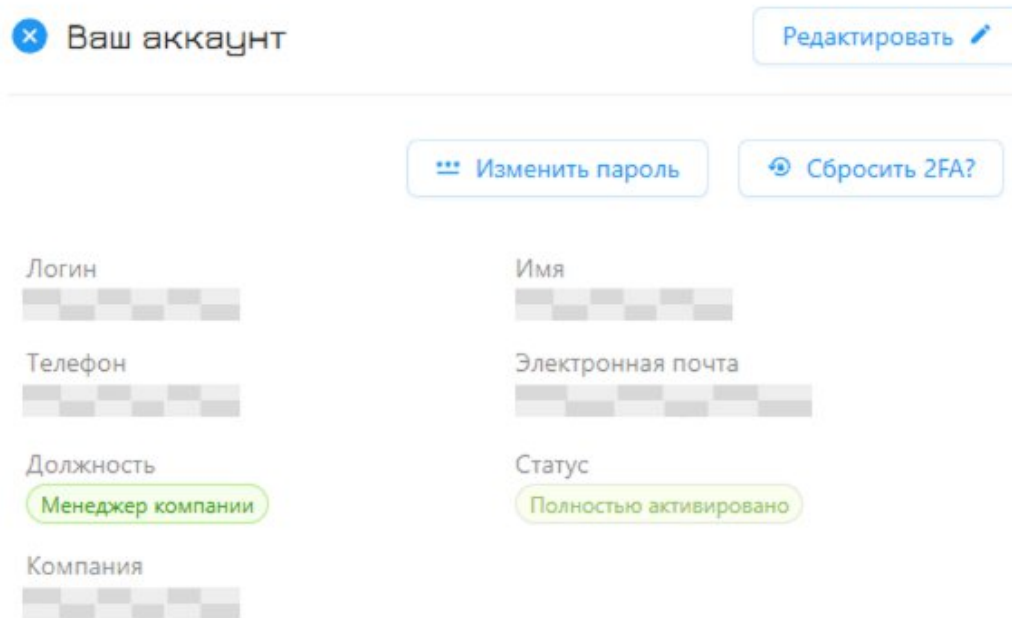 Ваш аккаунт
Редактировать
Изменить пароль
Сбросить 2FA?
Логин
Имя
Телефон
Электронная почта
Должность
Статус
Менеджер компании
Полностью активировано
Компания